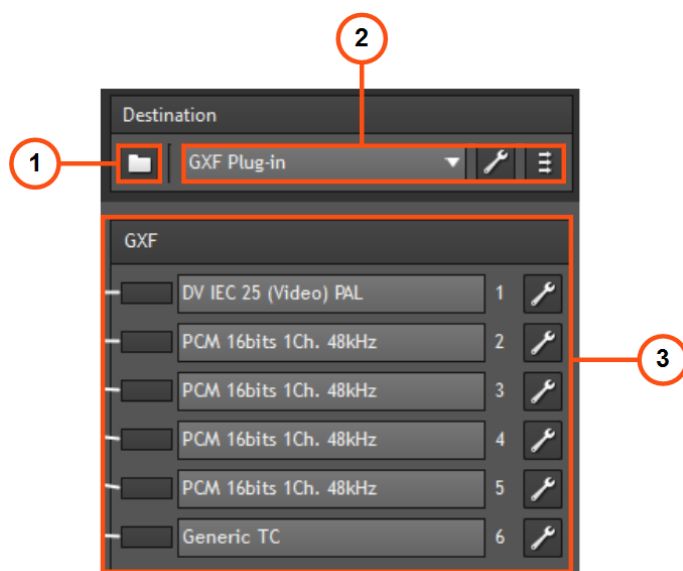 2
Destination
1
GXF Plug-in
GXF
DV IEC 25 (Video) PAL 1
PCM 16bits 1Ch. 48kHz 2
PCM 16bits 1Ch. 48kHz 3
3
PCM 16bits 1Ch. 48kHz 4
PCM 16bits 1Ch. 48kHz 5
Generic TC 6